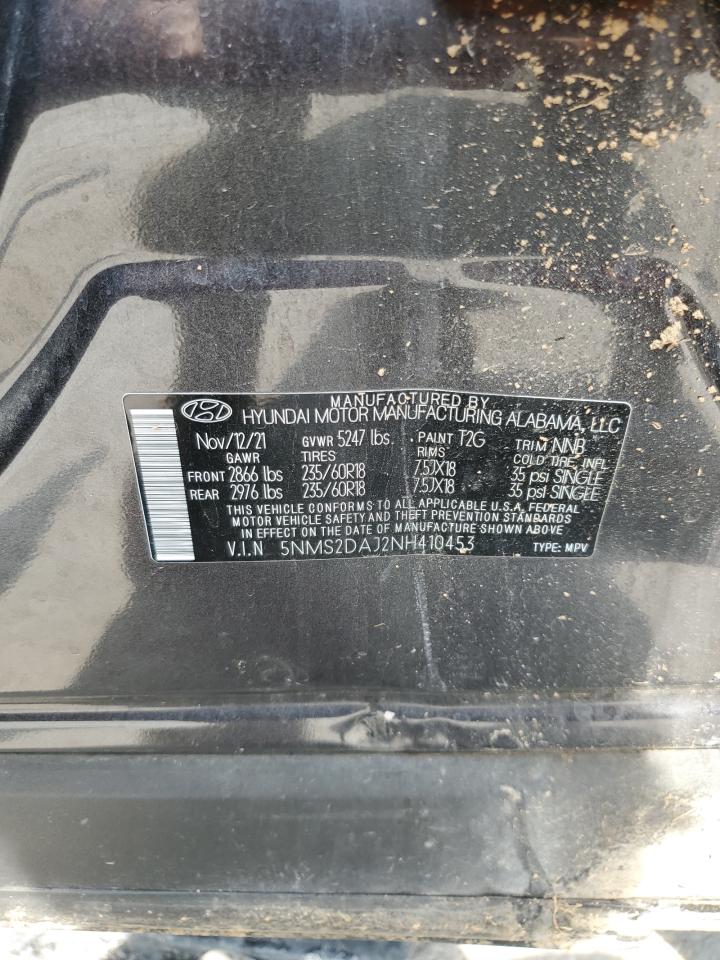 MANUFACTURED BY
HYUNDAI MOTOR MANUFACTURING ALABAMA, LLC
Nov/12/21 GVWR 5247 lbs. PAINT T2G TRIM NNB
GAWR TIRES RIMS COLD TIRE, INFL
FRONT 2866 lbs 235/60R18 7.5JX18 35 psi SINGLE
REAR 2976 lbs 235/60R18 7.5JX18 35 psi SINGLE
THIS VEHICLE CONFORMS TO ALL APPLICABLE U.S.A. FEDERAL
MOTOR VEHICLE SAFETY AND THEFT PREVENTION STANDARDS
IN EFFECT ON THE DATE OF MANUFACTURE SHOWN ABOVE
V.I.N 5NMS2DAJ2NH410453 TYPE: MPV